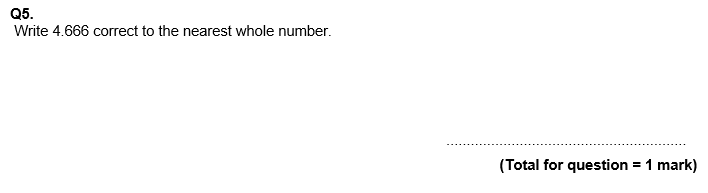 Q5.
Write 4.666 correct to the nearest whole number.
..............................................................
(Total for question = 1 mark)